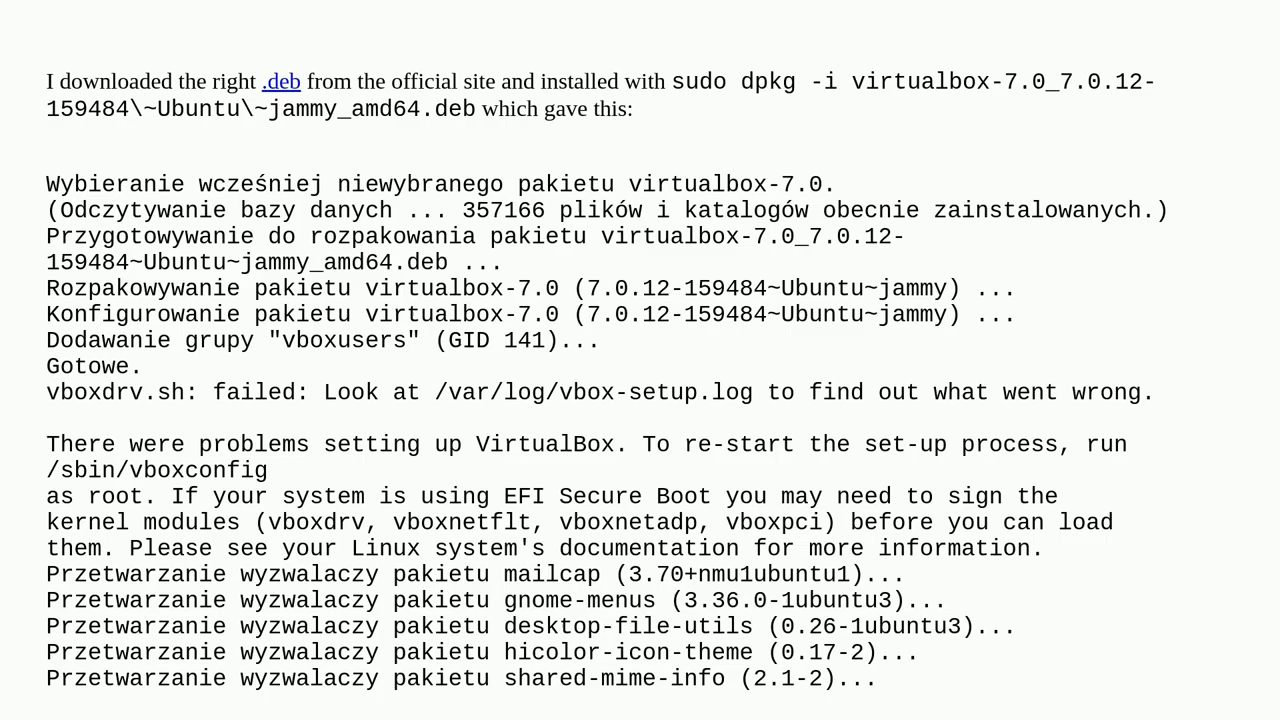 I downloaded the right .deb from the official site and installed with sudo dpkg -i virtualbox-7.0_7.0.12-
159484\~Ubuntu\~jammy_amd64.deb which gave this:
Wybieranie wcześniej niewybranego pakietu virtualbox-7.0.
(Odczytywanie bazy danych ... 357166 plików i katalogów obecnie zainstalowanych.)
Przygotowywanie do rozpakowania pakietu virtualbox-7.0_7.0.12-
159484~Ubuntu~jammy_amd64.deb ...
Rozpakowywanie pakietu virtualbox-7.0 (7.0.12-159484~Ubuntu~jammy) ...
Konfigurowanie pakietu virtualbox-7.0 (7.0.12-159484~Ubuntu~jammy) ...
Dodawanie grupy "vboxusers" (GID 141)...
Gotowe.
vboxdrv.sh: failed: Look at /var/log/vbox-setup.log to find out what went wrong.
There were problems setting up VirtualBox. To re-start the set-up process, run
/sbin/vboxconfig
as root. If your system is using EFI Secure Boot you may need to sign the
kernel modules (vboxdrv, vboxnetflt, vboxnetadp, vboxpci) before you can load
them. Please see your Linux system's documentation for more information.
Przetwarzanie wyzwalaczy pakietu mailcap (3.70+nmu1ubuntu1)...
Przetwarzanie wyzwalaczy pakietu gnome-menus (3.36.0-1ubuntu3)...
Przetwarzanie wyzwalaczy pakietu desktop-file-utils (0.26-1ubuntu3)...
Przetwarzanie wyzwalaczy pakietu hicolor-icon-theme (0.17-2)...
Przetwarzanie wyzwalaczy pakietu shared-mime-info (2.1-2)...